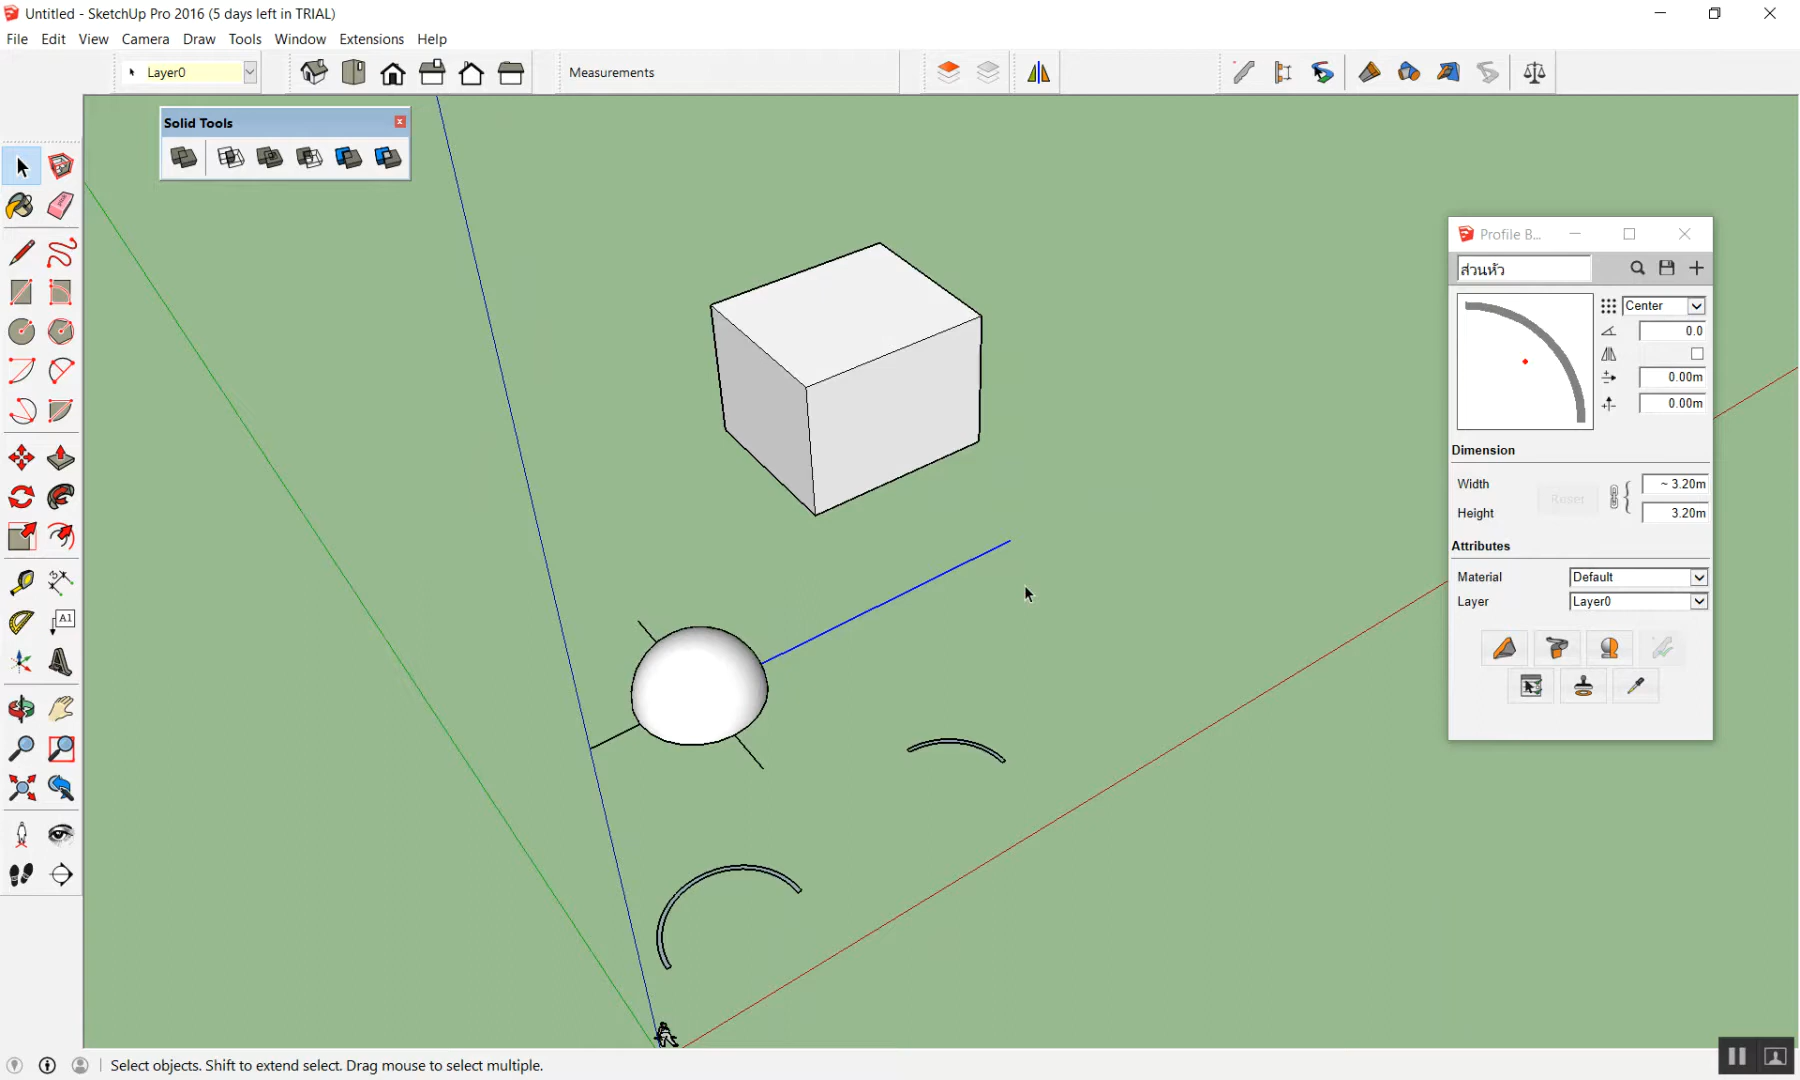 Untitled - SketchUp Pro 2016 (5 days left in TRIAL)
File Edit View Camera Draw Tools Window Extensions Help
Layer0
Measurements
Solid Tools
Profile B...
ส่วนหัว
Center
0.0
0.00m
0.00m
Dimension
Width ~ 3.20m
Reset
Height 3.20m
Attributes
Material Default
Layer Layer0
A1
Select objects. Shift to extend select. Drag mouse to select multiple.